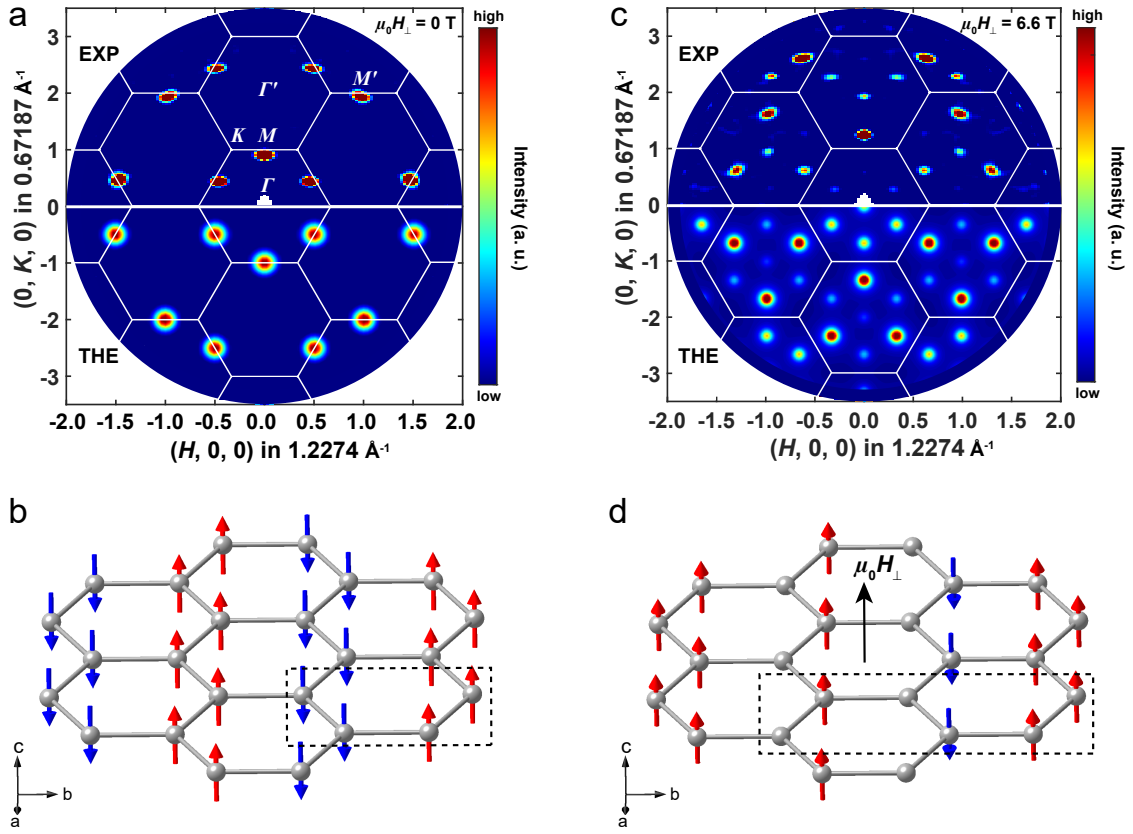 a
μ₀H⊥ = 0 T
EXP
Γ'
M'
K M
Γ
THE
3
2
1
0
-1
-2
-3
(0, K, 0) in 0.67187 Å⁻¹
-2.0 -1.5 -1.0 -0.5 0.0 0.5 1.0 1.5 2.0
(H, 0, 0) in 1.2274 Å⁻¹
high
Intensity (a. u.)
low
c
μ₀H⊥ = 6.6 T
EXP
THE
3
2
1
0
-1
-2
-3
(0, K, 0) in 0.67187 Å⁻¹
-2.0 -1.5 -1.0 -0.5 0.0 0.5 1.0 1.5 2.0
(H, 0, 0) in 1.2274 Å⁻¹
high
Intensity (a. u.)
low
b
c
b
a
d
μ₀H⊥
c
b
a